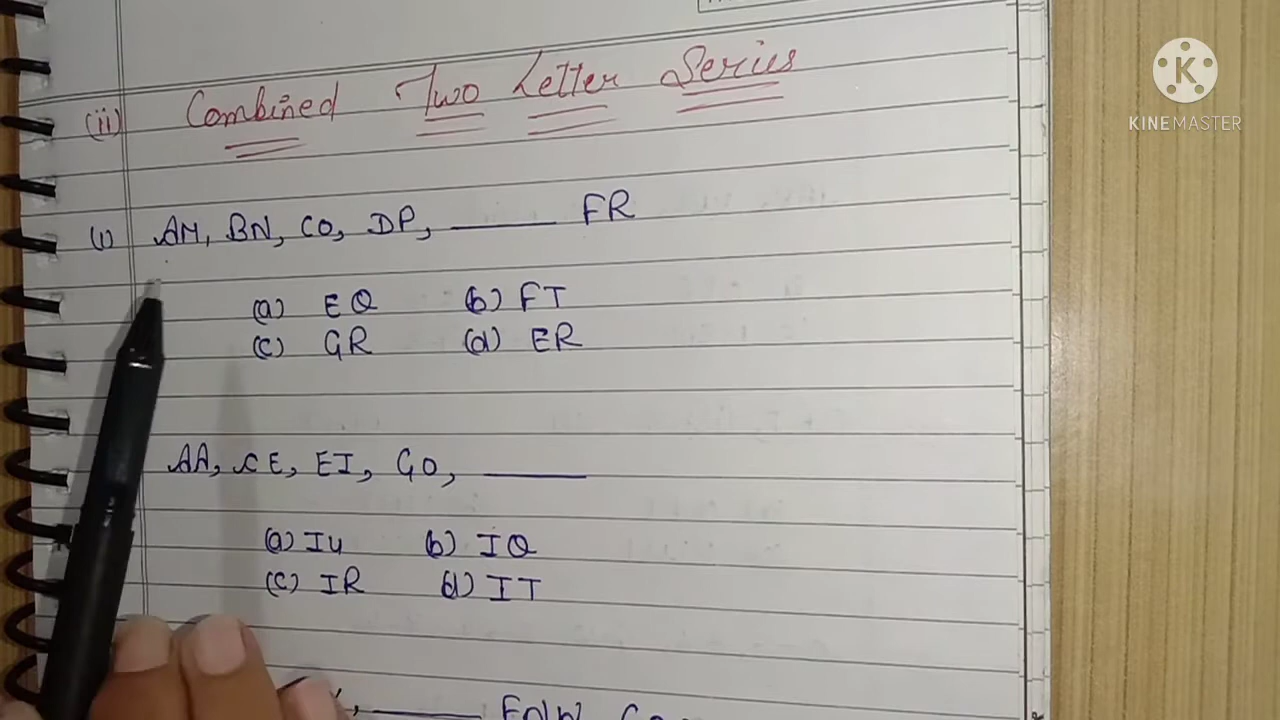 KINEMASTER
(ii) Combined Two Letter Series
(i) AM, BN, CO, DP, ______ FR
(a) EQ (b) FT
(c) GR (d) ER
AA, CE, EI, GO, ______
(a) IU (b) IQ
(c) IR (d) IT